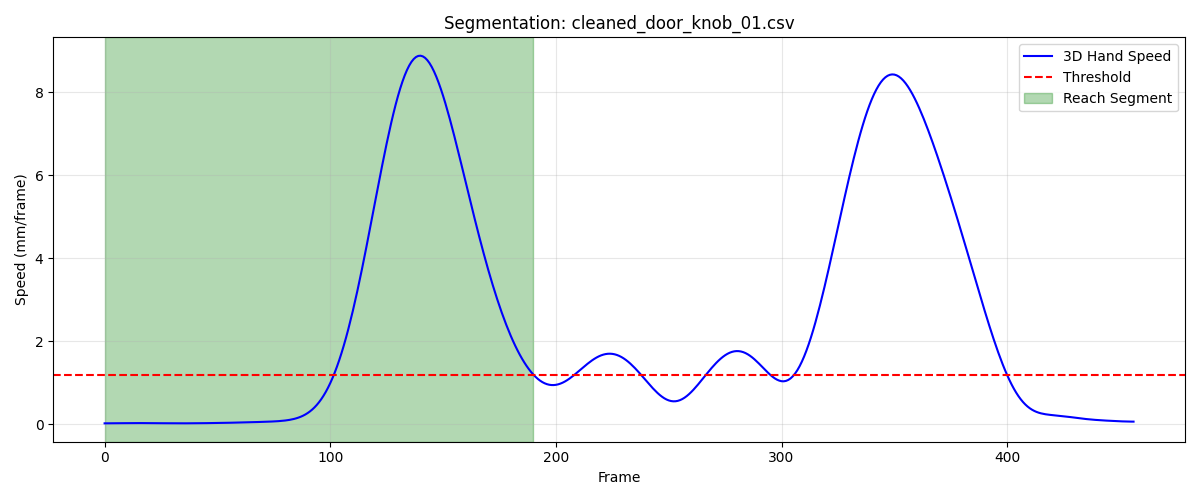 Segmentation: cleaned_door_knob_01.csv
3D Hand Speed
Threshold
Reach Segment
Speed (mm/frame)
8
6
4
2
0
0 100 200 300 400
Frame